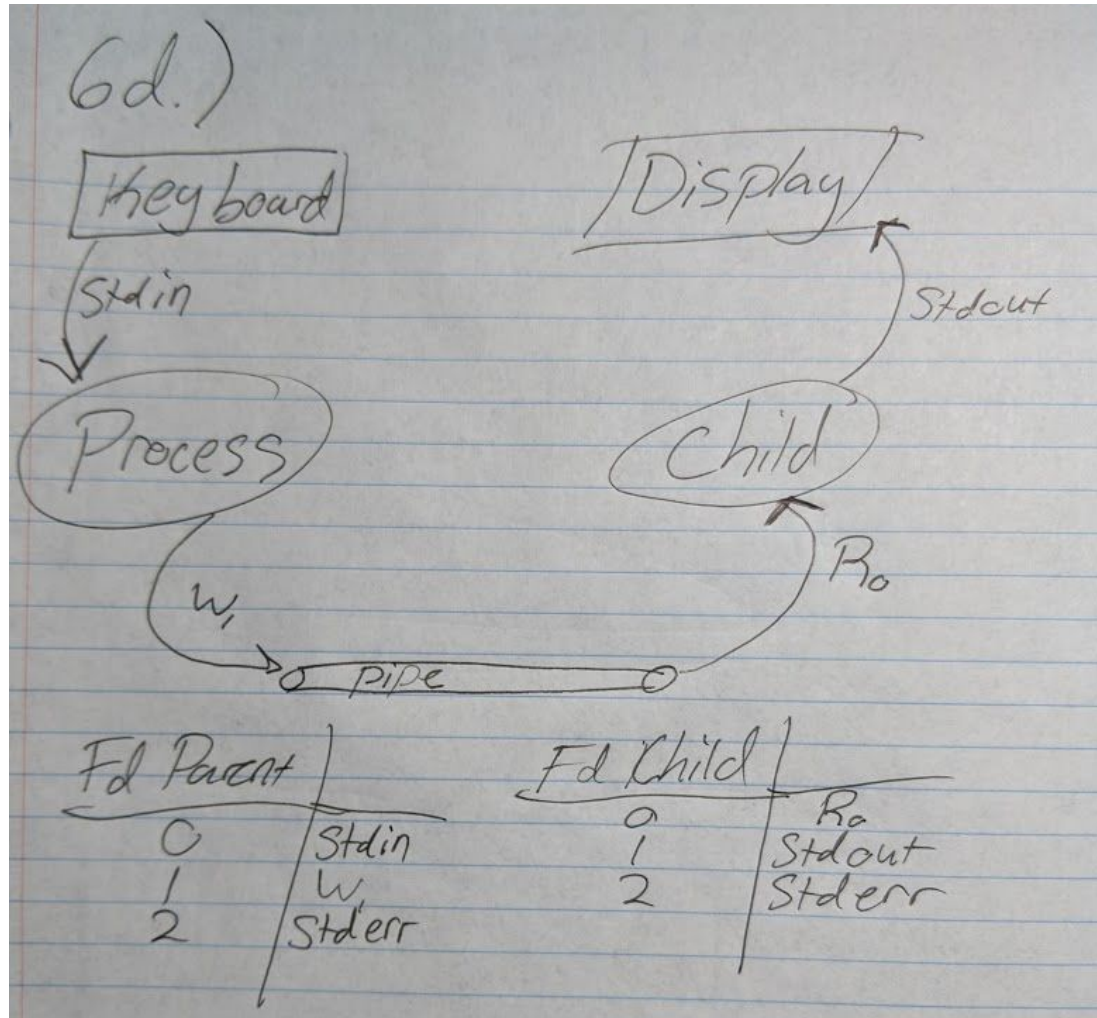 6d.)
Keyboard Display
Stdin
Stdout
Process Child
W₁ R₀
pipe
Fd Parent Fd Child
0 Stdin 0 R₀
1 W₁ 1 Stdout
2 Stderr 2 Stderr